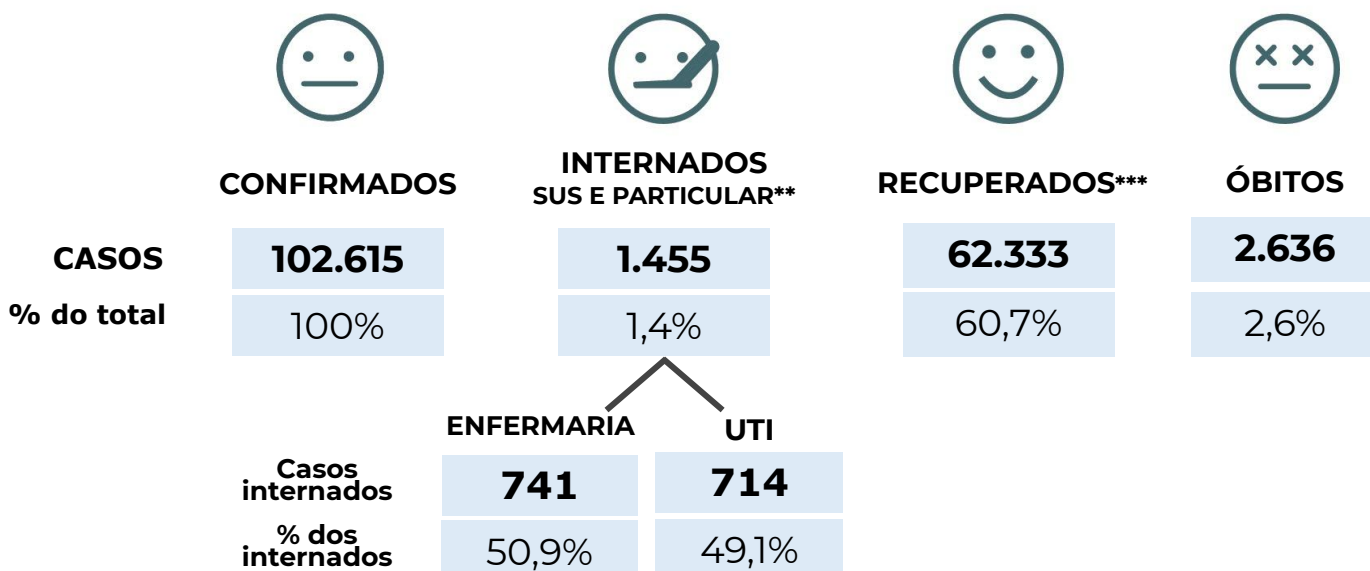 CONFIRMADOS
INTERNADOS
SUS E PARTICULAR**
RECUPERADOS***
ÓBITOS
CASOS
102.615
1.455
62.333
2.636
% do total
100%
1,4%
60,7%
2,6%
ENFERMARIA
UTI
Casos
internados
741
714
% dos
internados
50,9%
49,1%